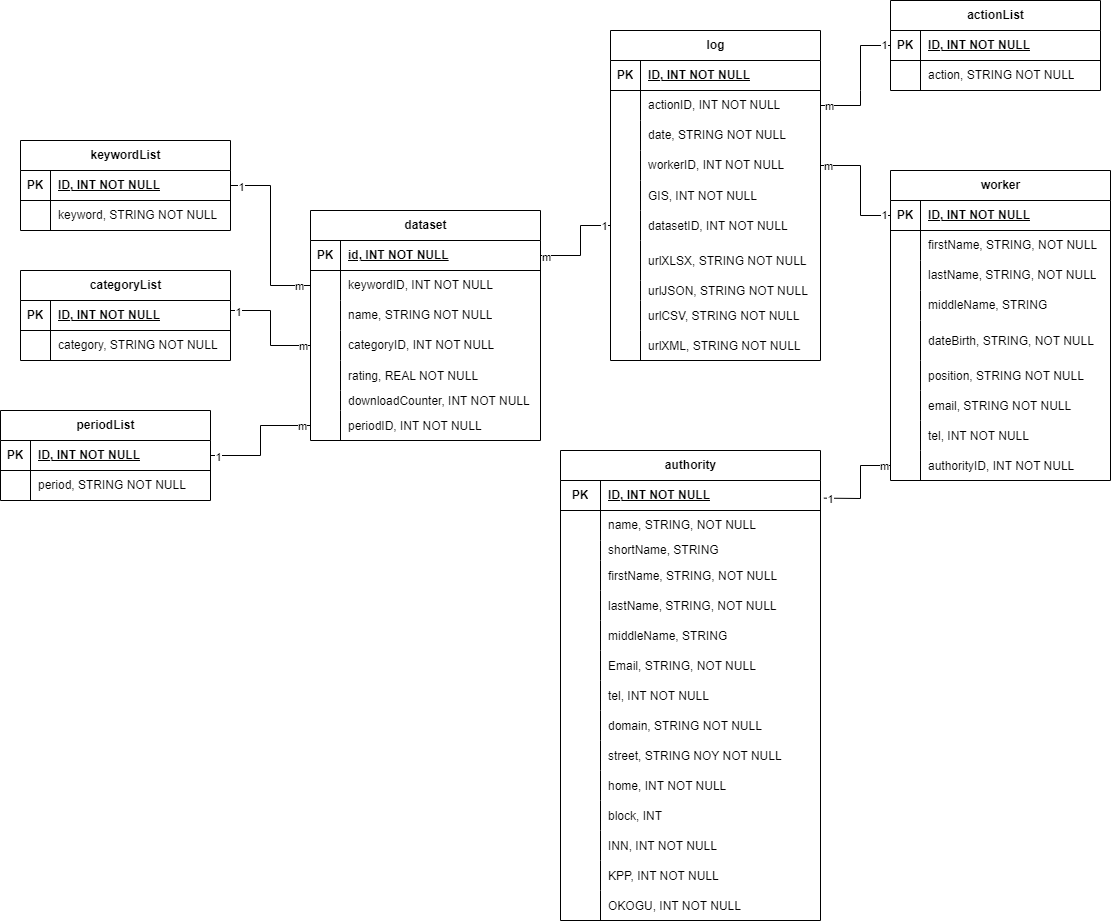 actionList
PK ID, INT NOT NULL
action, STRING NOT NULL
1
m
log
PK ID, INT NOT NULL
actionID, INT NOT NULL
date, STRING NOT NULL
workerID, INT NOT NULL
GIS, INT NOT NULL
datasetID, INT NOT NULL
urlXLSX, STRING NOT NULL
urlJSON, STRING NOT NULL
urlCSV, STRING NOT NULL
urlXML, STRING NOT NULL
m
1
worker
PK ID, INT NOT NULL
firstName, STRING, NOT NULL
lastName, STRING, NOT NULL
middleName, STRING
dateBirth, STRING, NOT NULL
position, STRING NOT NULL
email, STRING NOT NULL
tel, INT NOT NULL
authorityID, INT NOT NULL
keywordList
PK ID, INT NOT NULL
keyword, STRING NOT NULL
1
m
categoryList
PK ID, INT NOT NULL
category, STRING NOT NULL
1
m
periodList
PK ID, INT NOT NULL
period, STRING NOT NULL
1
m
dataset
PK id, INT NOT NULL
keywordID, INT NOT NULL
name, STRING NOT NULL
categoryID, INT NOT NULL
rating, REAL NOT NULL
downloadCounter, INT NOT NULL
periodID, INT NOT NULL
m
1
authority
PK ID, INT NOT NULL
name, STRING, NOT NULL
shortName, STRING
firstName, STRING, NOT NULL
lastName, STRING, NOT NULL
middleName, STRING
Email, STRING, NOT NULL
tel, INT NOT NULL
domain, STRING NOT NULL
street, STRING NOY NOT NULL
home, INT NOT NULL
block, INT
INN, INT NOT NULL
KPP, INT NOT NULL
OKOGU, INT NOT NULL
1
m